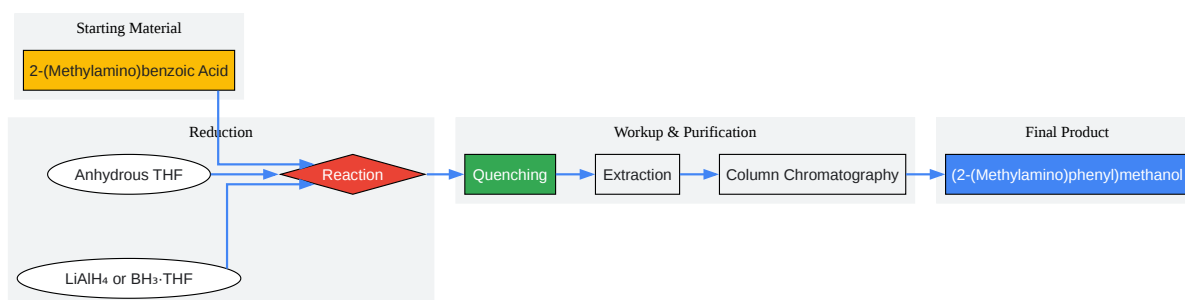 Starting Material
2-(Methylamino)benzoic Acid
Reduction
Anhydrous THF
LiAlH₄ or BH₃·THF
Reaction
Workup & Purification
Quenching
Extraction
Column Chromatography
Final Product
(2-(Methylamino)phenyl)methanol